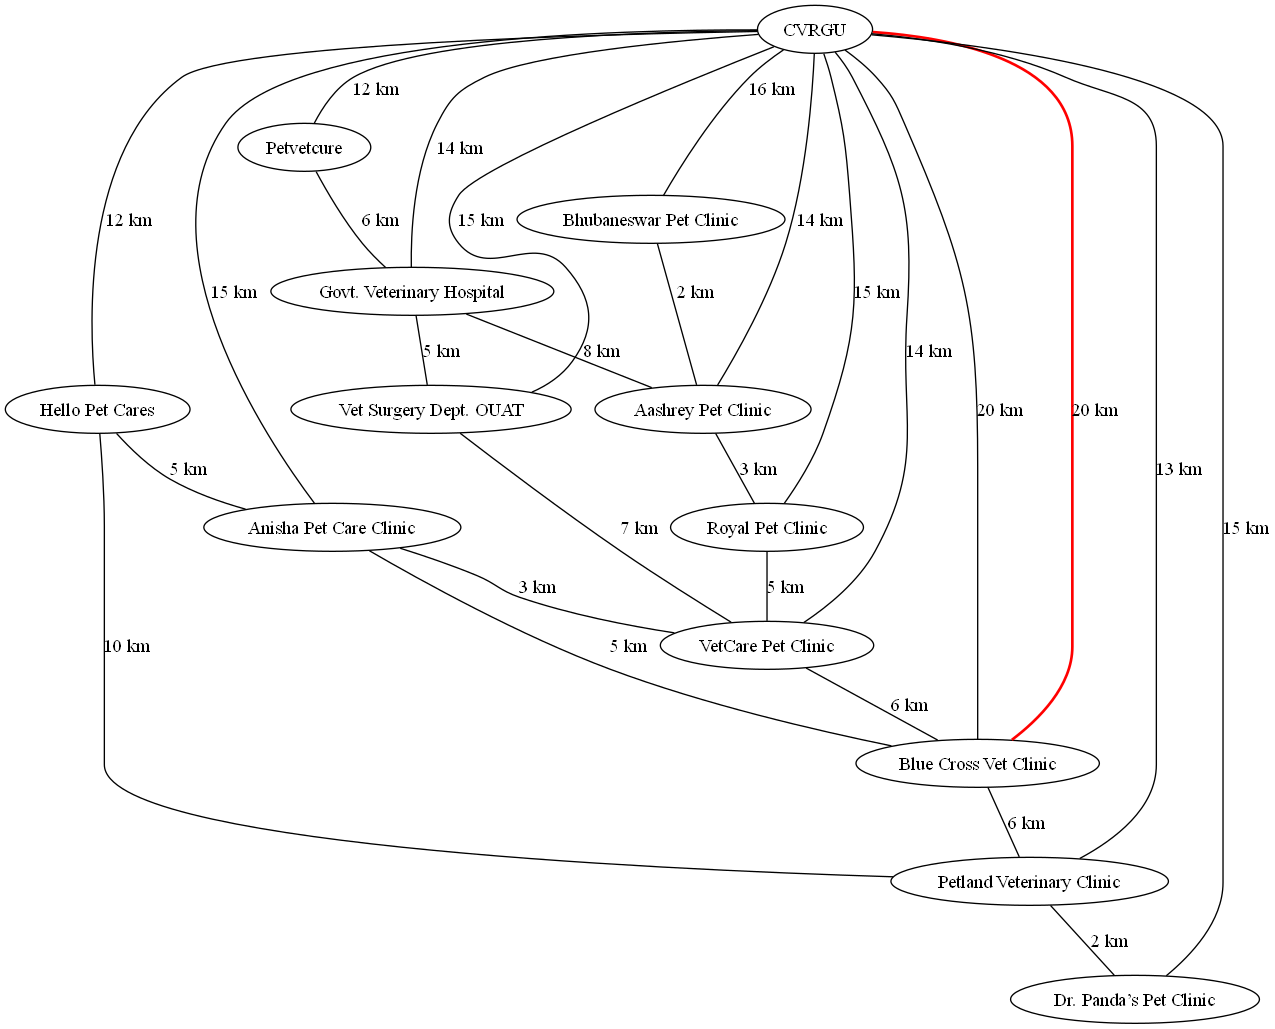 CVRGU
12 km
16 km
Petvetcure
14 km
12 km
6 km
15 km
Bhubaneswar Pet Clinic
14 km
15 km
Govt. Veterinary Hospital
2 km
15 km
5 km
8 km
14 km
Hello Pet Cares
Vet Surgery Dept. OUAT
Aashrey Pet Clinic
20 km
20 km
5 km
3 km
13 km
Anisha Pet Care Clinic
7 km
Royal Pet Clinic
15 km
3 km
5 km
10 km
5 km
VetCare Pet Clinic
6 km
Blue Cross Vet Clinic
6 km
Petland Veterinary Clinic
2 km
Dr. Panda's Pet Clinic